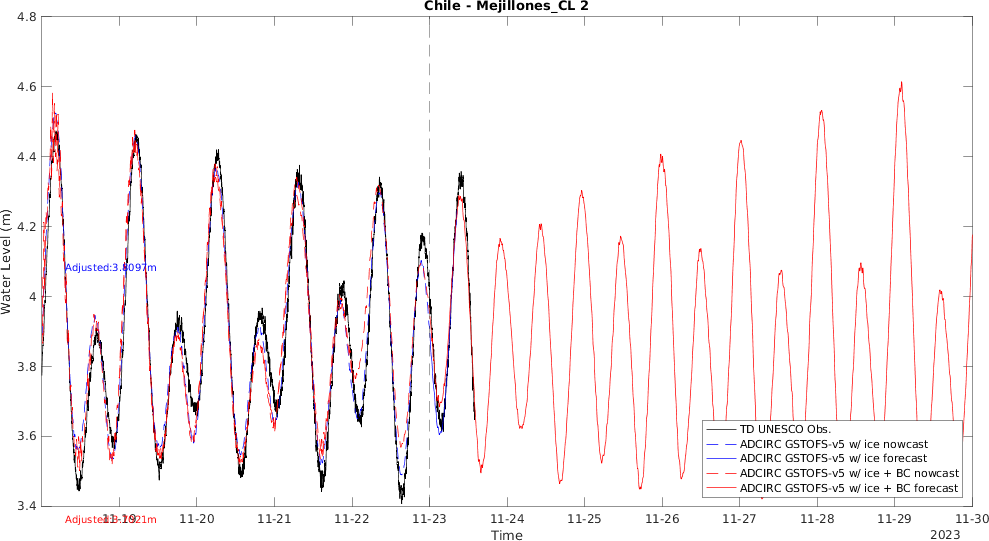 Chile - Mejillones_CL 2
Water Level (m)
4.8
4.6
4.4
4.2
4
3.8
3.6
3.4
Adjusted:3.8097m
TD UNESCO Obs.
ADCIRC GSTOFS-v5 w/ ice nowcast
ADCIRC GSTOFS-v5 w/ ice forecast
ADCIRC GSTOFS-v5 w/ ice + BC nowcast
ADCIRC GSTOFS-v5 w/ ice + BC forecast
11-19
11-20
11-21
11-22
11-23
11-24
11-25
11-26
11-27
11-28
11-29
11-30
Time
2023